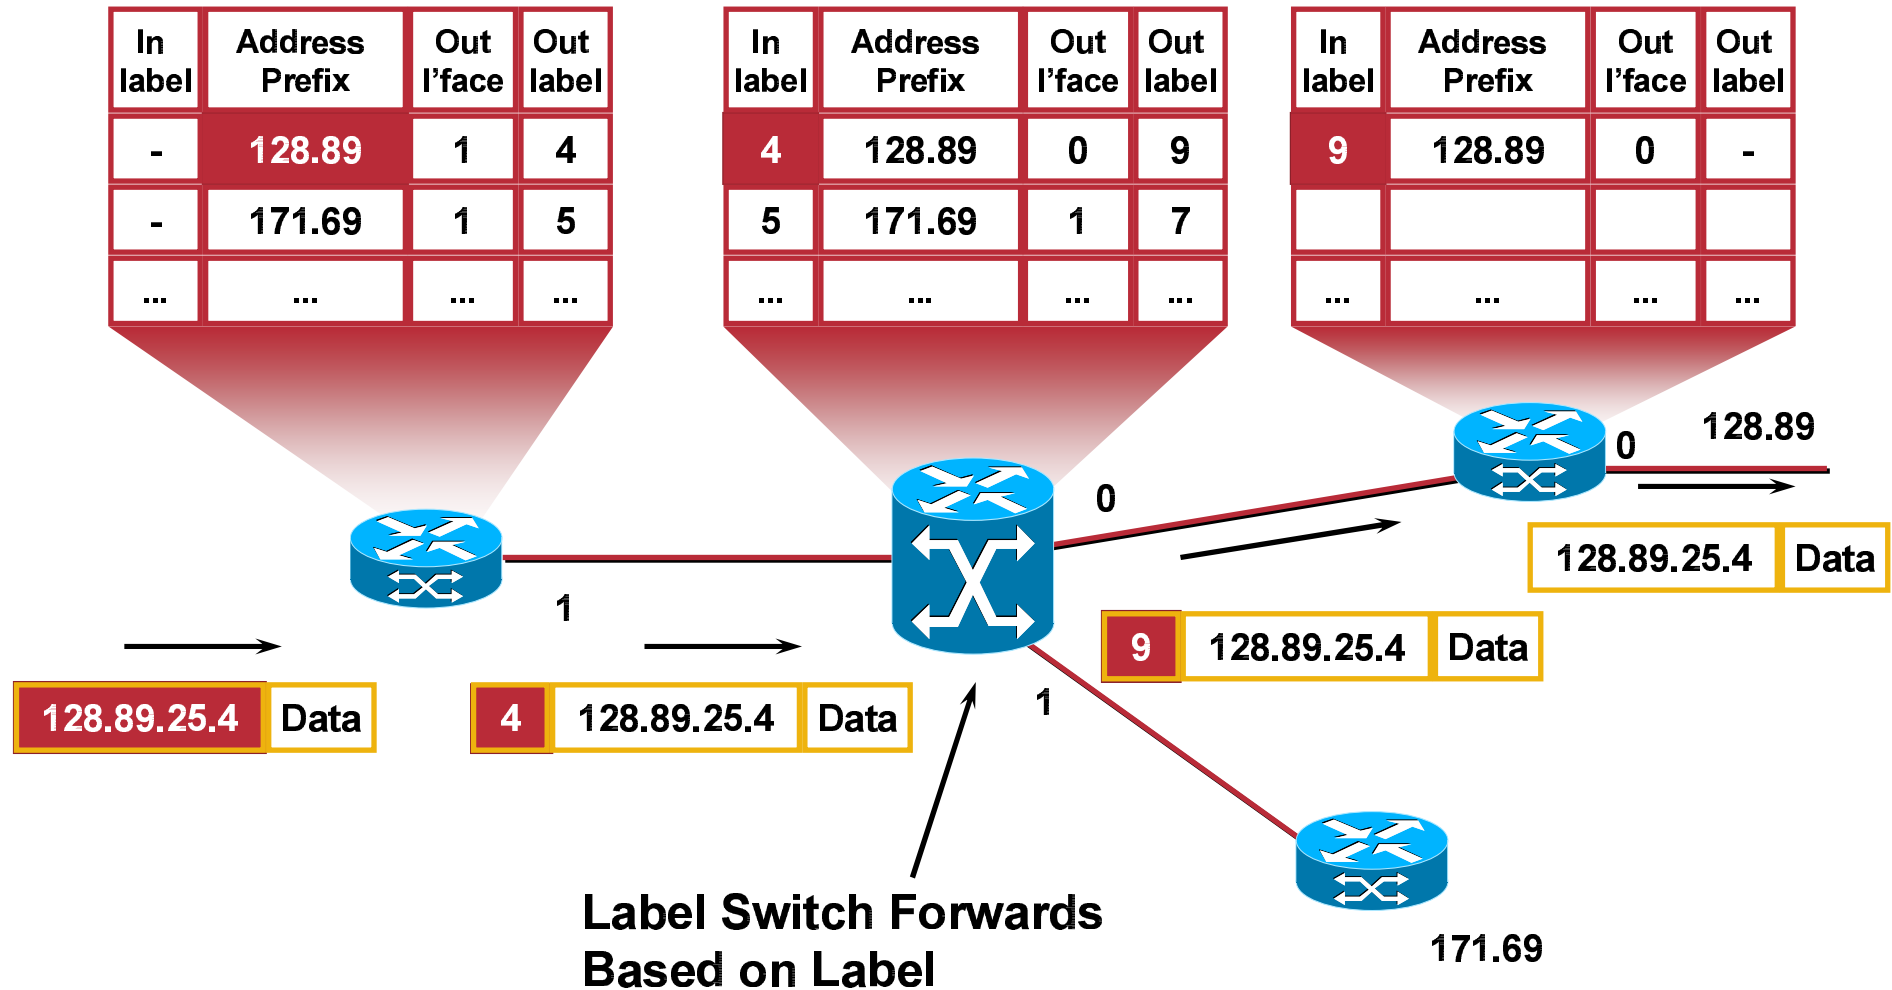 In label Address Prefix Out I'face Out label
- 128.89 1 4
- 171.69 1 5
... ... ... ...
In label Address Prefix Out I'face Out label
4 128.89 0 9
5 171.69 1 7
... ... ... ...
In label Address Prefix Out I'face Out label
9 128.89 0 -
... ... ... ...
0 128.89
0
1
1
128.89.25.4 Data
4 128.89.25.4 Data
9 128.89.25.4 Data
128.89.25.4 Data
Label Switch Forwards
Based on Label
171.69